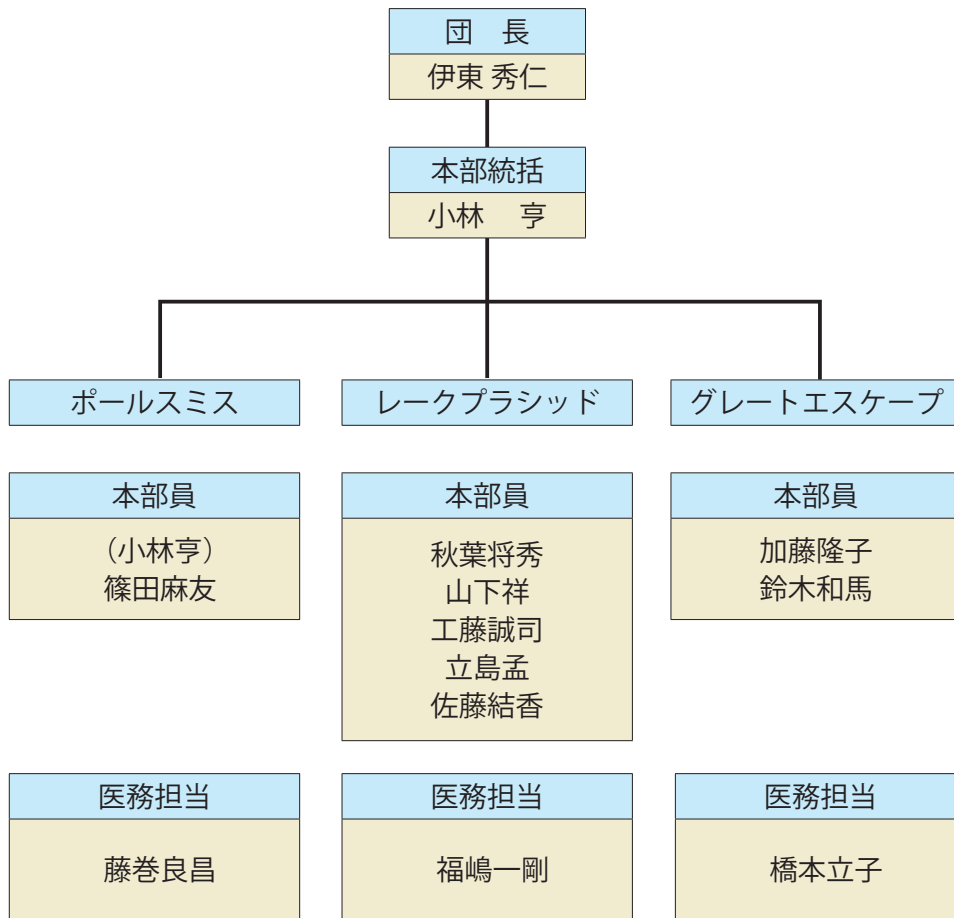 団　長
伊東 秀仁
本部統括
小林　亨
ポールスミス
レークプラシッド
グレートエスケープ
本部員
（小林亨）
篠田麻友
本部員
秋葉将秀
山下祥
工藤誠司
立島孟
佐藤結香
本部員
加藤隆子
鈴木和馬
医務担当
藤巻良昌
医務担当
福嶋一剛
医務担当
橋本立子